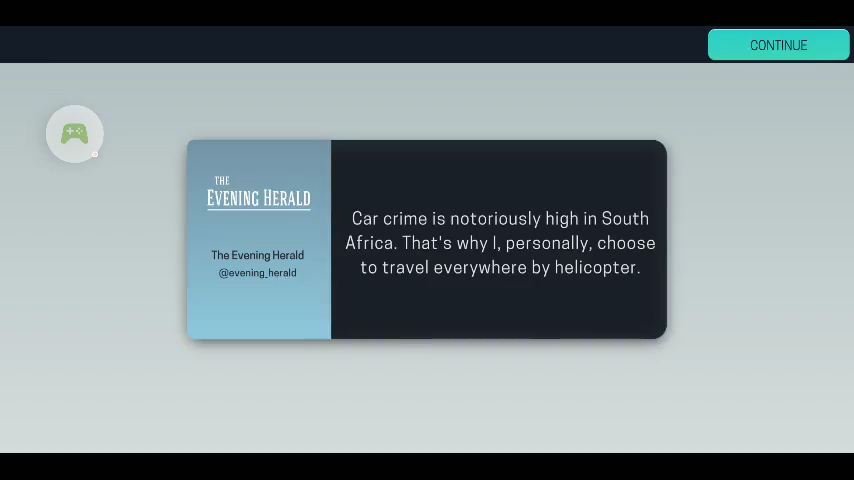 CONTINUE
THE
EVENING HERALD
The Evening Herald
@evening_herald
Car crime is notoriously high in South
Africa. That's why I, personally, choose
to travel everywhere by helicopter.